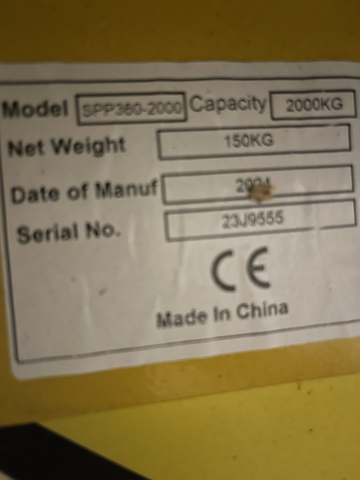 Model SPP360-2000 Capacity 2000KG
Net Weight 150KG
Date of Manuf
Serial No. 23J9555
CE
Made In China